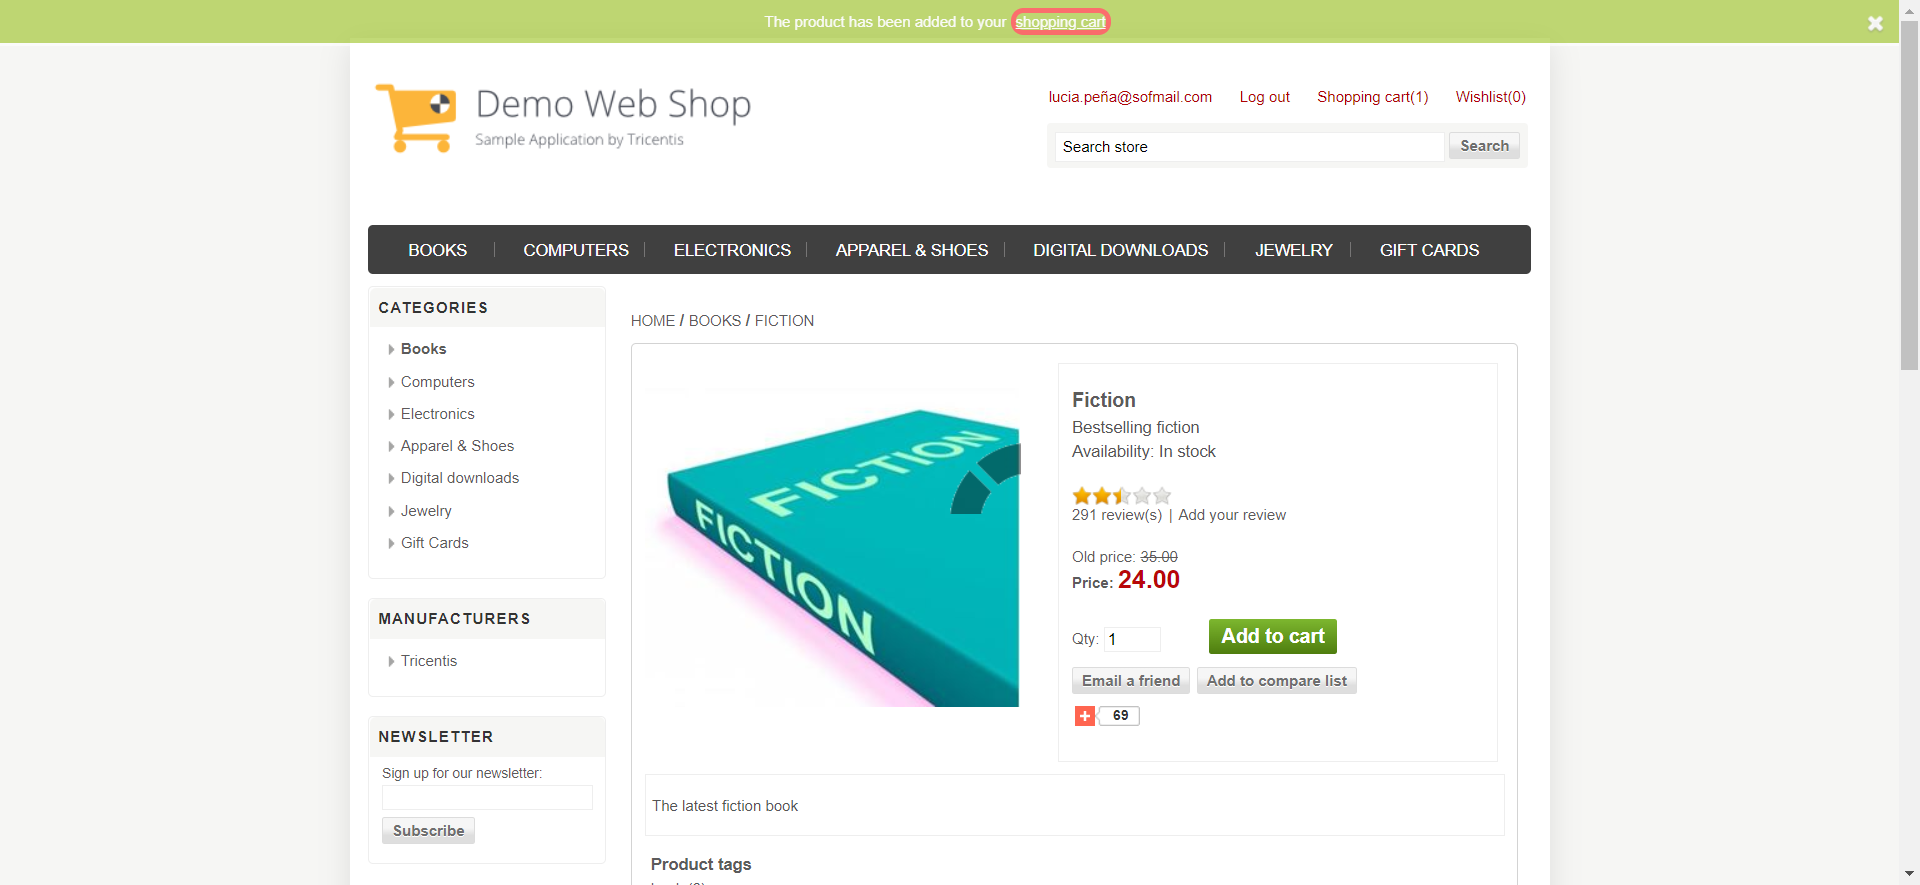 The product has been added to your shopping cart
Demo Web Shop
Sample Application by Tricentis
lucia.peña@sofmail.com Log out Shopping cart(1) Wishlist(0)
Search store Search
BOOKS COMPUTERS ELECTRONICS APPAREL & SHOES DIGITAL DOWNLOADS JEWELRY GIFT CARDS
CATEGORIES
Books
Computers
Electronics
Apparel & Shoes
Digital downloads
Jewelry
Gift Cards
MANUFACTURERS
Tricentis
NEWSLETTER
Sign up for our newsletter:
Subscribe
HOME / BOOKS / FICTION
FICTION
FICTION
Fiction
Bestselling fiction
Availability: In stock
291 review(s) | Add your review
Old price: 35.00
Price: 24.00
Qty: 1 Add to cart
Email a friend Add to compare list
69
The latest fiction book
Product tags